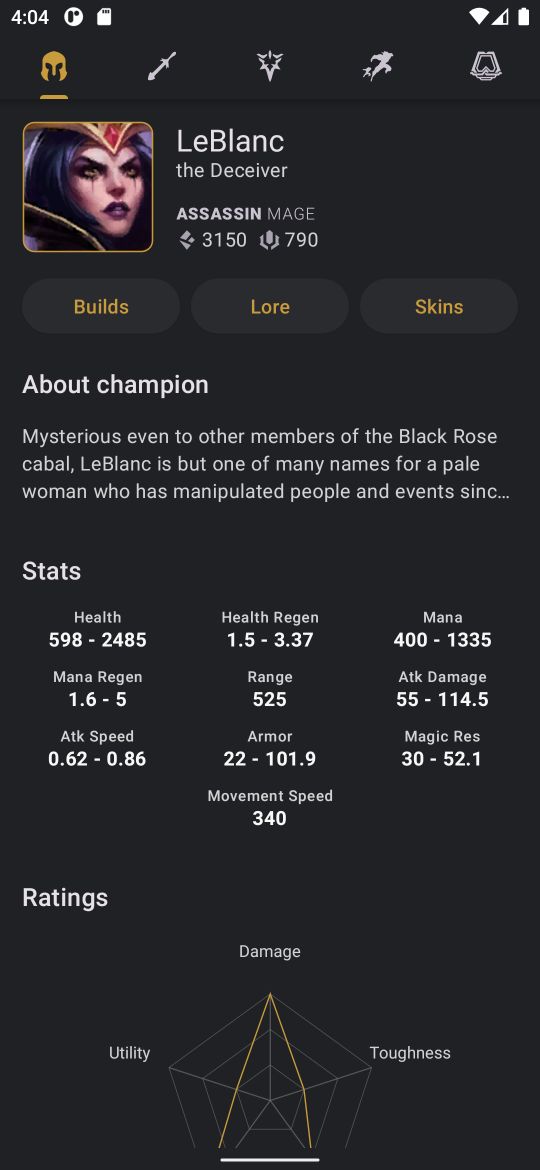 4:04
LeBlanc
the Deceiver
ASSASSIN MAGE
3150 790
Builds Lore Skins
About champion
Mysterious even to other members of the Black Rose
cabal, LeBlanc is but one of many names for a pale
woman who has manipulated people and events sinc…
Stats
Health Health Regen Mana
598 - 2485 1.5 - 3.37 400 - 1335
Mana Regen Range Atk Damage
1.6 - 5 525 55 - 114.5
Atk Speed Armor Magic Res
0.62 - 0.86 22 - 101.9 30 - 52.1
Movement Speed
340
Ratings
Damage
Utility Toughness